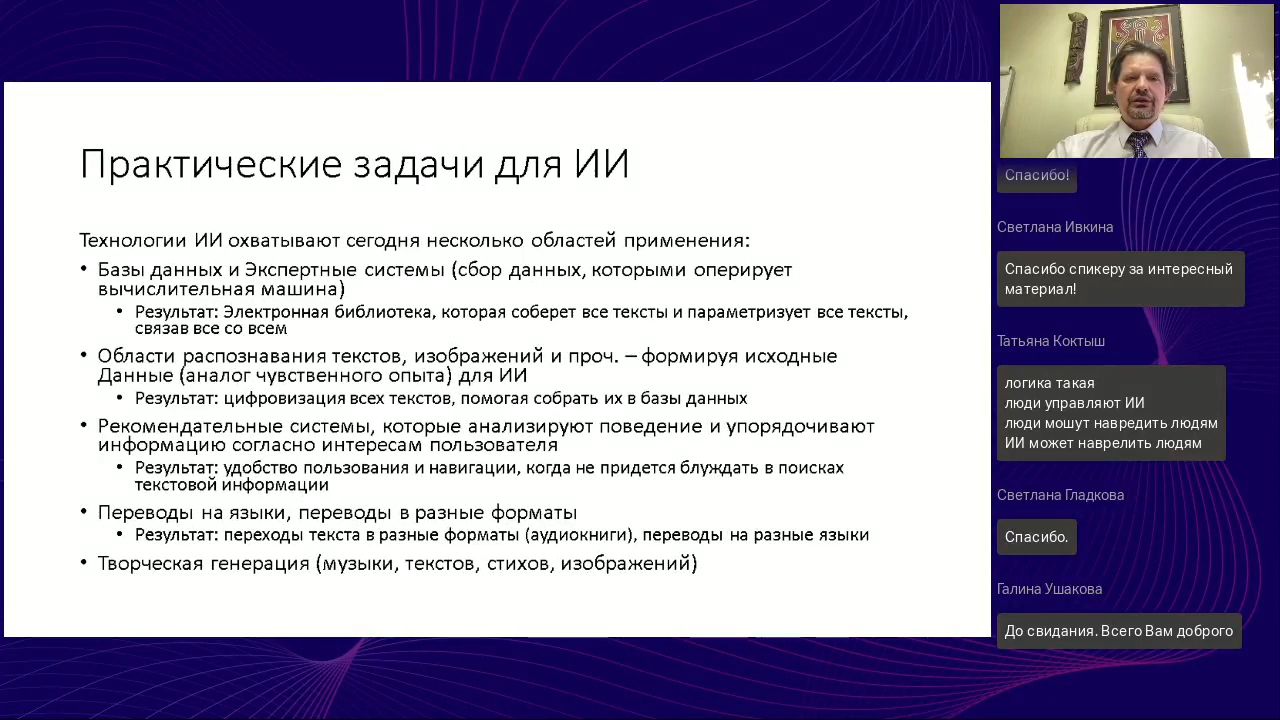 Практические задачи для ИИ
Технологии ИИ охватывают сегодня несколько областей применения:
• Базы данных и Экспертные системы (сбор данных, которыми оперирует
вычислительная машина)
• Результат: Электронная библиотека, которая соберет все тексты и параметризует все тексты,
связав все со всем
• Области распознавания текстов, изображений и проч. – формируя исходные
Данные (аналог чувственного опыта) для ИИ
• Результат: цифровизация всех текстов, помогая собрать их в базы данных
• Рекомендательные системы, которые анализируют поведение и упорядочивают
информацию согласно интересам пользователя
• Результат: удобство пользования и навигации, когда не придется блуждать в поисках
текстовой информации
• Переводы на языки, переводы в разные форматы
• Результат: переходы текста в разные форматы (аудиокниги), переводы на разные языки
• Творческая генерация (музыки, текстов, стихов, изображений)
Спасибо!
Светлана Ивкина
Спасибо спикеру за интересный
материал!
Татьяна Коктыш
логика такая
люди управляют ИИ
люди мошут навредить людям
ИИ может наврелить людям
Светлана Гладкова
Спасибо.
Галина Ушакова
До свидания. Всего Вам доброго